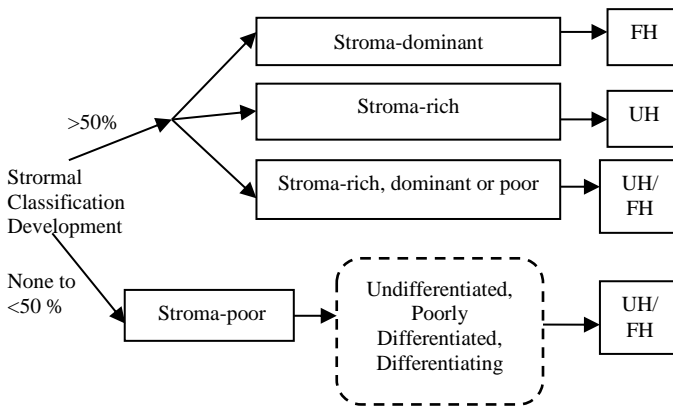 Stroma-dominant
FH
>50%
Stroma-rich
UH
Strormal
Classification
Development
Stroma-rich, dominant or poor
UH/
FH
None to
<50 %
Stroma-poor
Undifferentiated,
Poorly
Differentiated,
Differentiating
UH/
FH